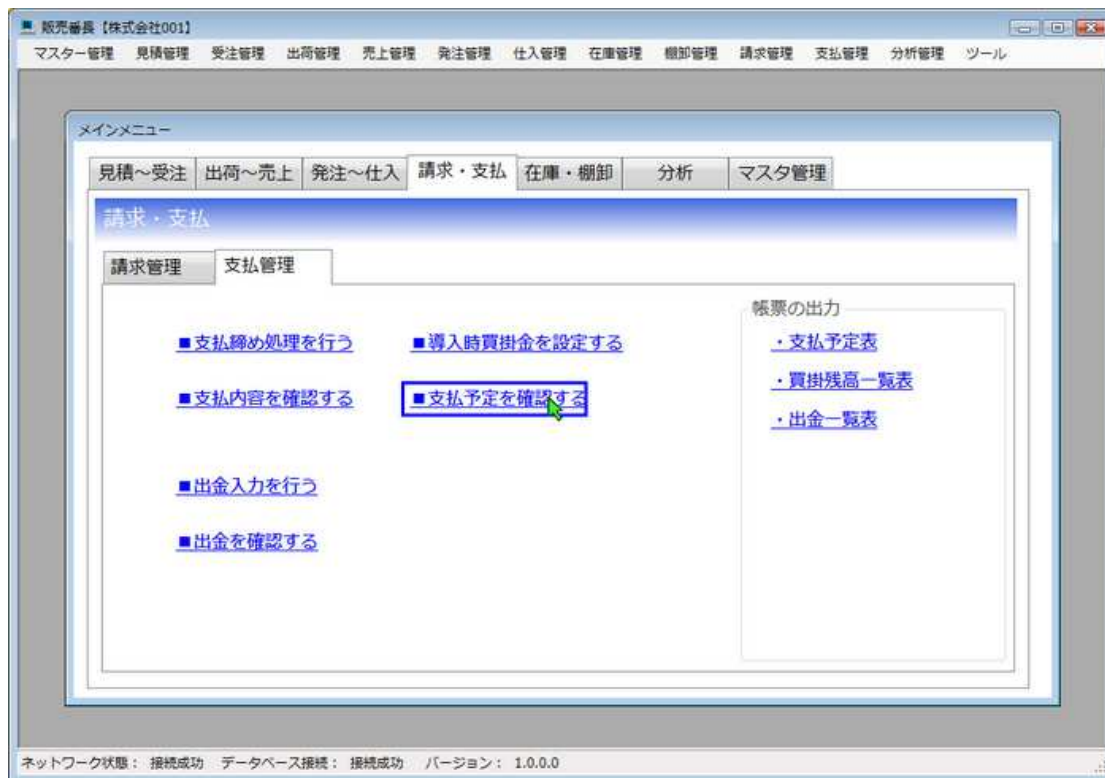 販売番長【株式会社001】
マスター管理 見積管理 受注管理 出荷管理 売上管理 発注管理 仕入管理 在庫管理 棚卸管理 請求管理 支払管理 分析管理 ツール
メインメニュー
見積～受注 出荷～売上 発注～仕入 請求・支払 在庫・棚卸 分析 マスタ管理
請求・支払
請求管理 支払管理
■支払締め処理を行う ■導入時買掛金を設定する
■支払内容を確認する ■支払予定を確認する
■出金入力を行う
■出金を確認する
帳票の出力
・支払予定表
・買掛残高一覧表
・出金一覧表
ネットワーク状態： 接続成功 データベース接続： 接続成功 バージョン： 1.0.0.0